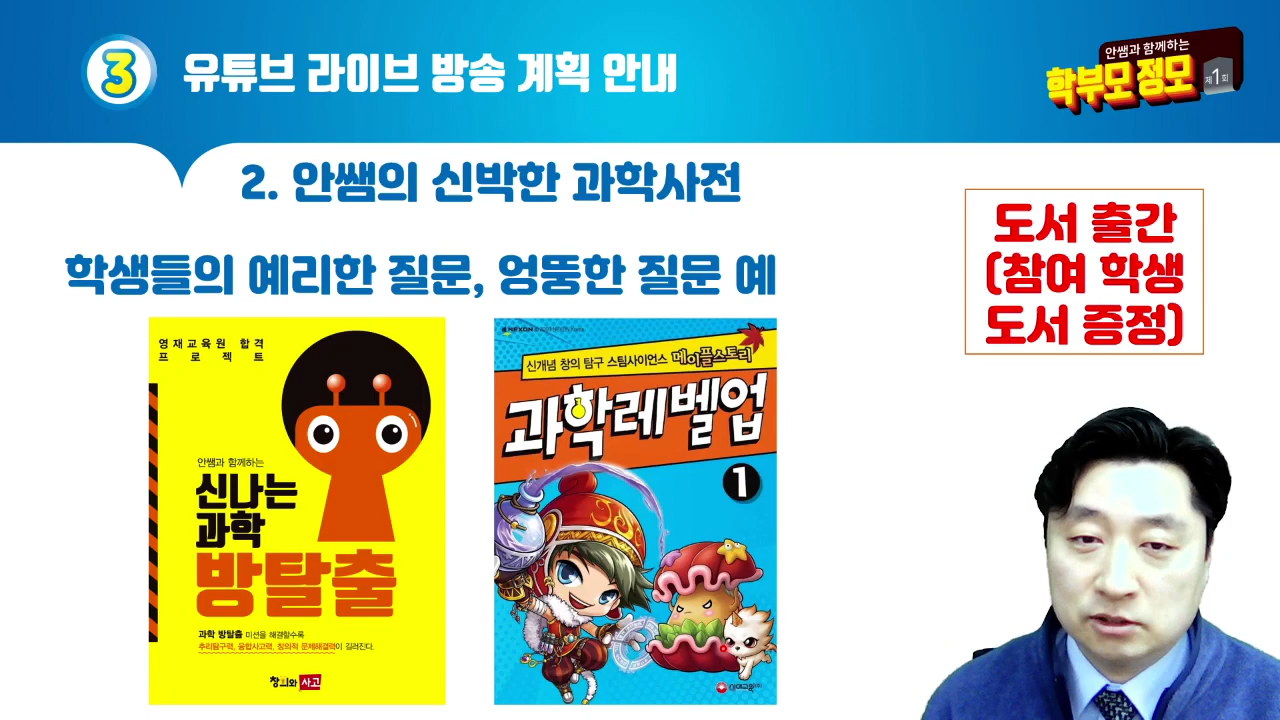 3 유튜브 라이브 방송 계획 안내
안쌤과 함께하는
학부모 정모 제1회
2. 안쌤의 신박한 과학사전
학생들의 예리한 질문, 엉뚱한 질문 예
도서 출간
(참여 학생
도서 증정)
영재교육원 합격
프로젝트
안쌤과 함께하는
신나는
과학
방탈출
과학 방탈출 미션을 해결할수록
추리탐구력, 융합사고력, 창의적 문제해결력이 길러진다.
창의와 사고
NEXON
신개념 창의 탐구 스팀사이언스 메이플스토리
과학레벨업
1